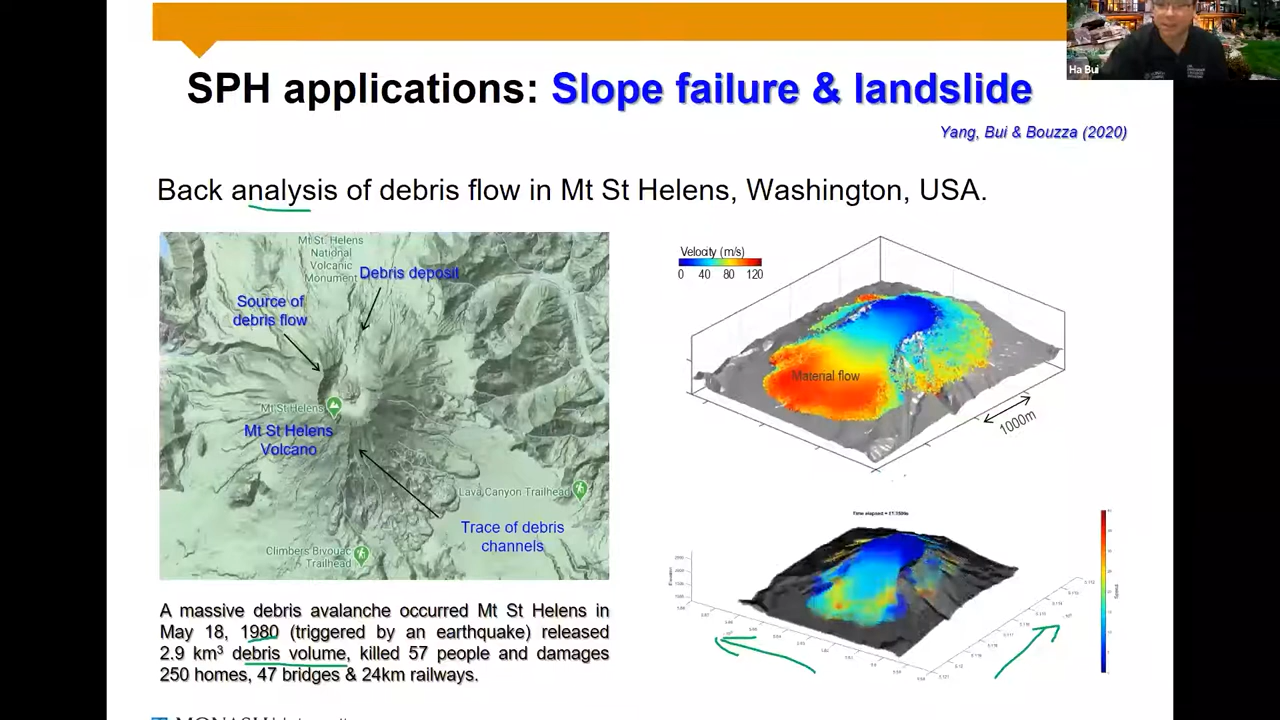 Ha Bui
SPH applications: Slope failure & landslide
Yang, Bui & Bouzza (2020)
Back analysis of debris flow in Mt St Helens, Washington, USA.
Mt St. Helens
National
Volcanic
Monument
Debris deposit
Source of
debris flow
Mt St Helens
Mt St Helens
Volcano
Lava Canyon Trailhead
Trace of debris
channels
Climbers Bivouac
Trailhead
Velocity (m/s)
0 40 80 120
Material flow
1000m
A massive debris avalanche occurred Mt St Helens in
May 18, 1980 (triggered by an earthquake) released
2.9 km³ debris volume, killed 57 people and damages
250 homes, 47 bridges & 24km railways.
MONASH